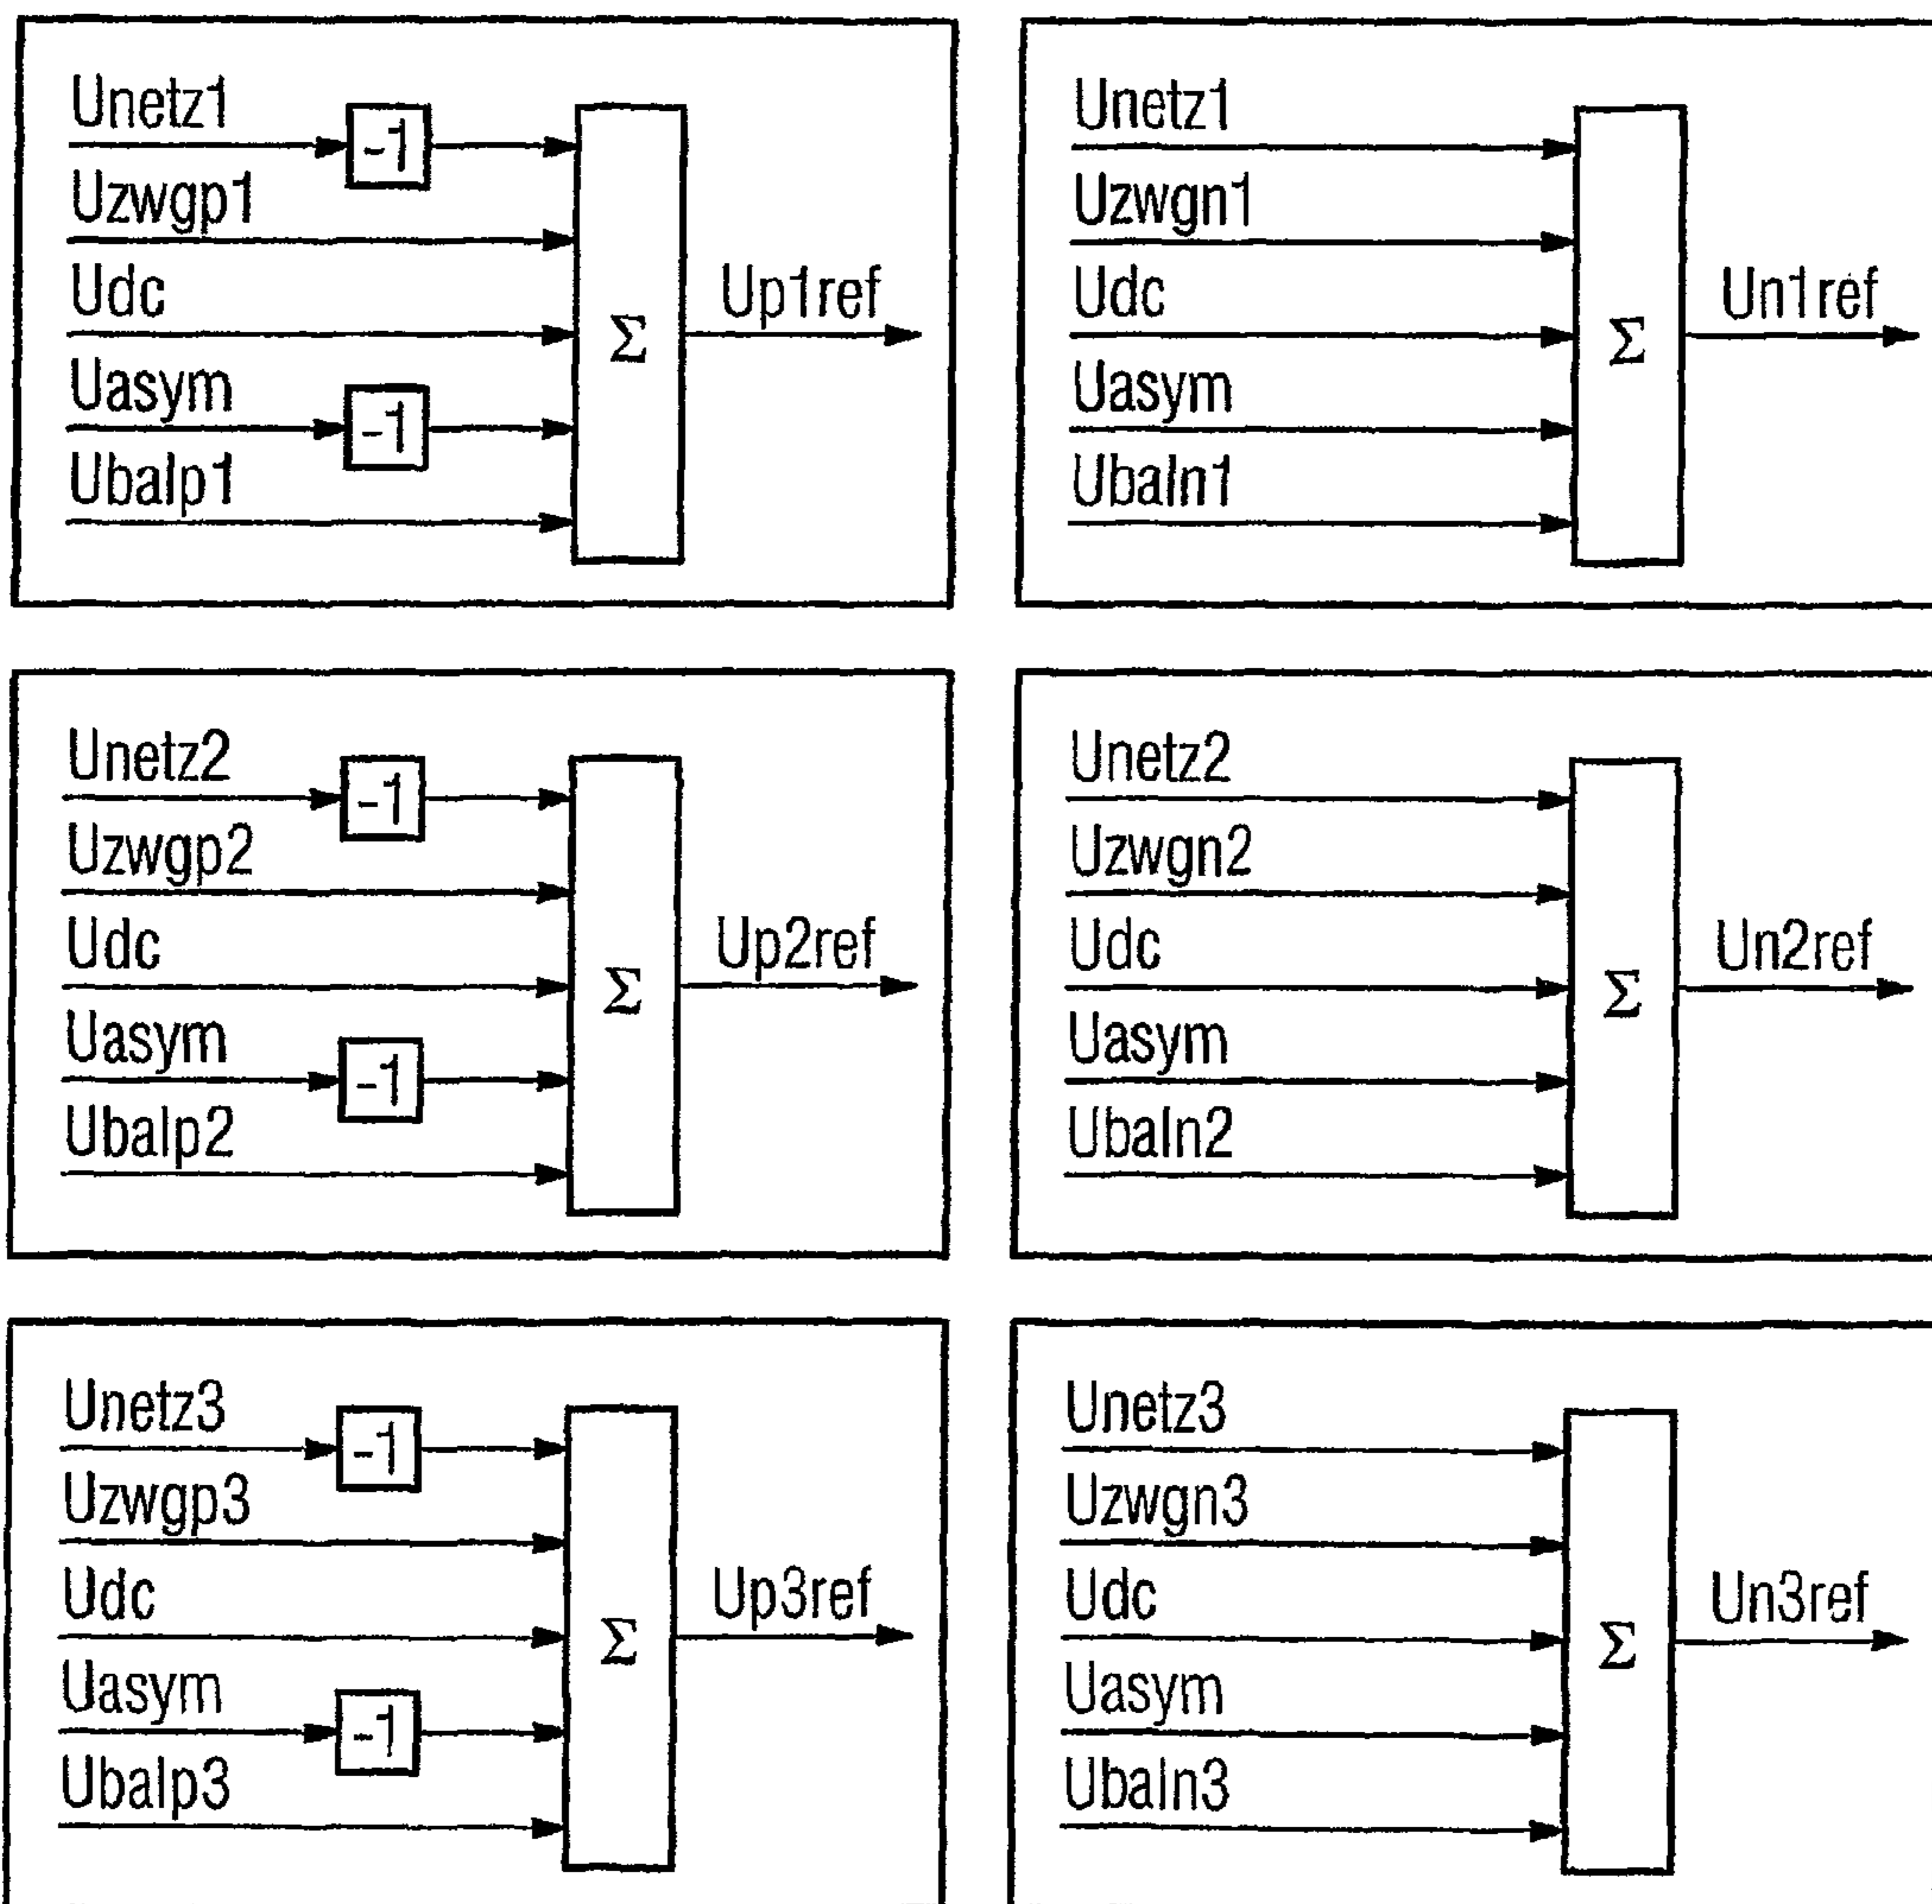 Unetz1
-1
Uzwgp1
Udc
Σ
Up1ref
Uasym
-1
Ubalp1
Unetz1
Uzwgn1
Udc
Σ
Un1ref
Uasym
Ubaln1
Unetz2
-1
Uzwgp2
Udc
Σ
Up2ref
Uasym
-1
Ubalp2
Unetz2
Uzwgn2
Udc
Σ
Un2ref
Uasym
Ubaln2
Unetz3
-1
Uzwgp3
Udc
Σ
Up3ref
Uasym
-1
Ubalp3
Unetz3
Uzwgn3
Udc
Σ
Un3ref
Uasym
Ubaln3